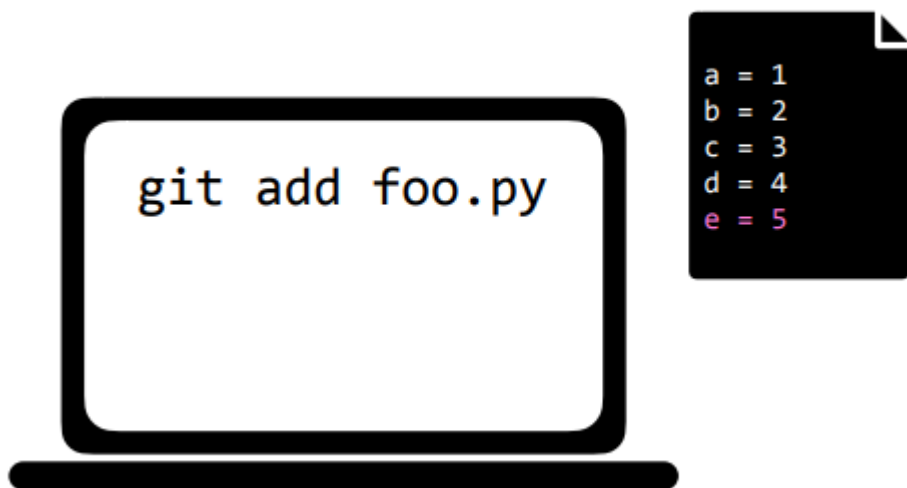 git add foo.py
a = 1
b = 2
c = 3
d = 4
e = 5